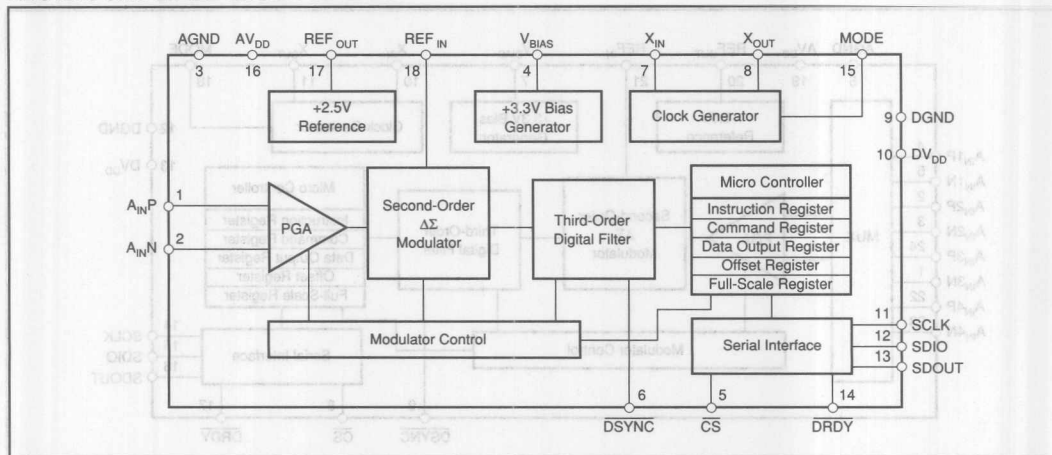 AGND AVDD REFOUT REFIN VBIAS XIN XOUT MODE
3 16 17 18 4 7 8 15
+2.5V
Reference
+3.3V Bias
Generator
Clock Generator
9 DGND
10 DVDD
AINP 1
AINN 2
PGA
Second-Order
ΔΣ
Modulator
Third-Order
Digital Filter
Micro Controller
Instruction Register
Command Register
Data Output Register
Offset Register
Full-Scale Register
Modulator Control
Serial Interface
11 SCLK
12 SDIO
13 SDOUT
6 5 14
DSYNC CS DRDY